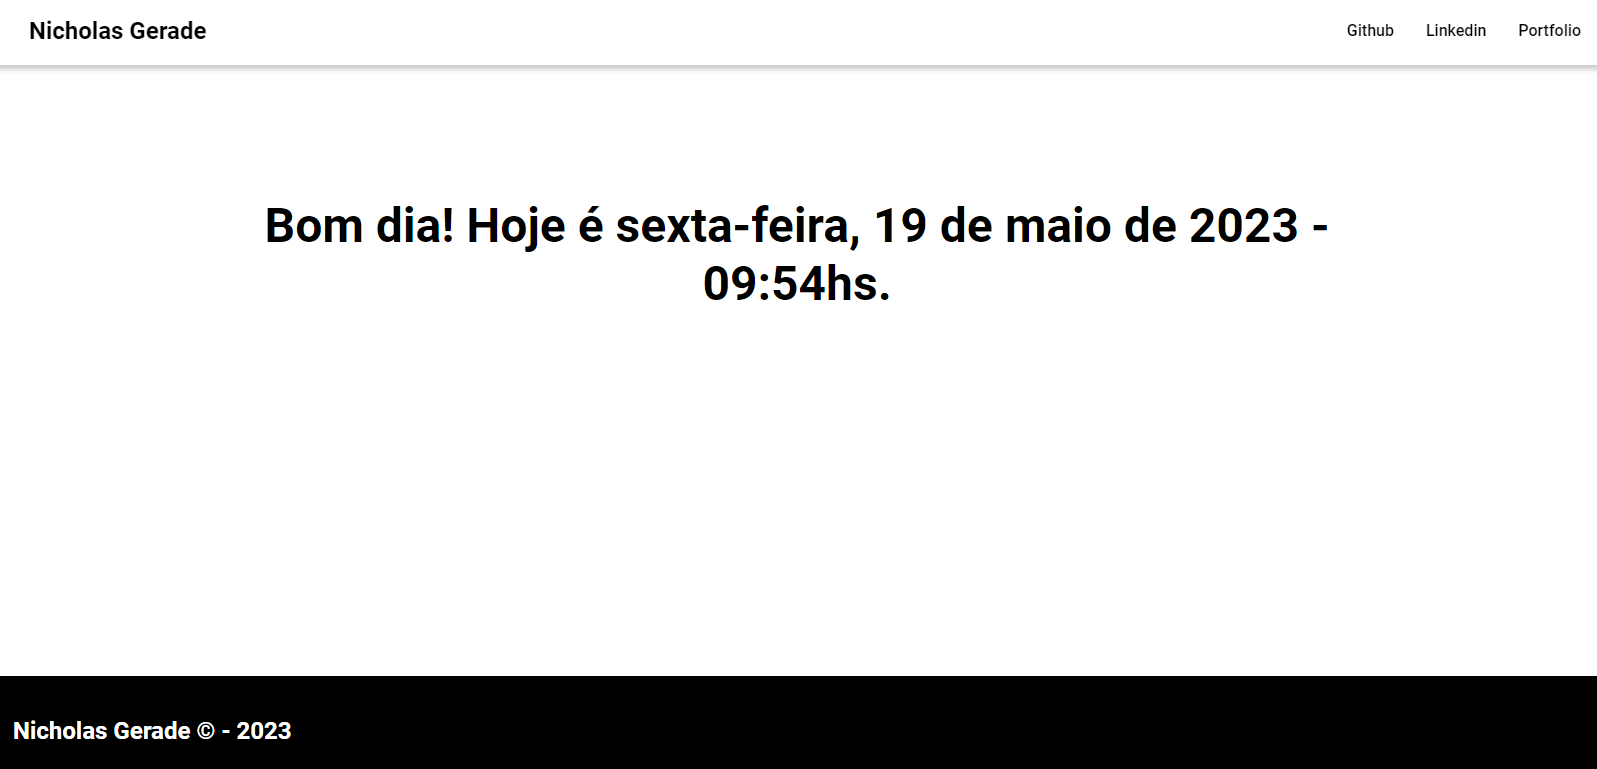 Nicholas Gerade
Github Linkedin Portfolio
Bom dia! Hoje é sexta-feira, 19 de maio de 2023 -
09:54hs.
Nicholas Gerade © - 2023